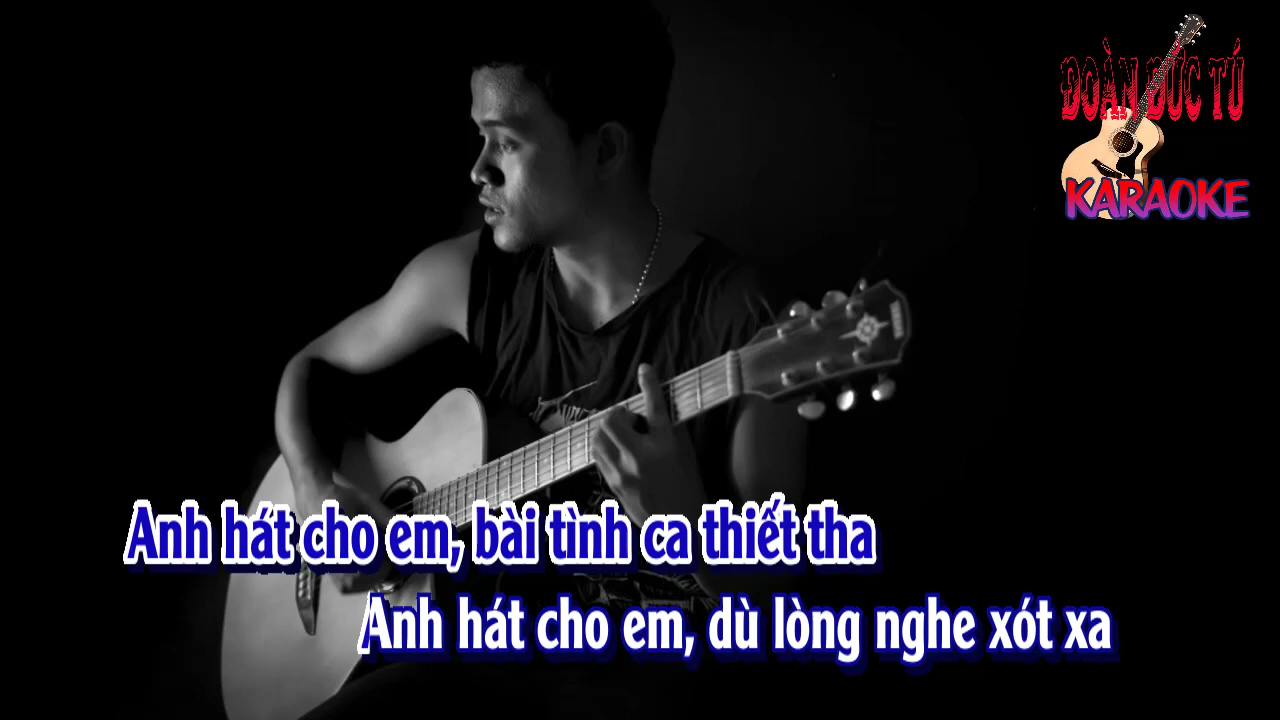 ĐOÀN ĐỨC TÚ
KARAOKE
Anh hát cho em, bài tình ca thiết tha
Anh hát cho em, dù lòng nghe xót xa